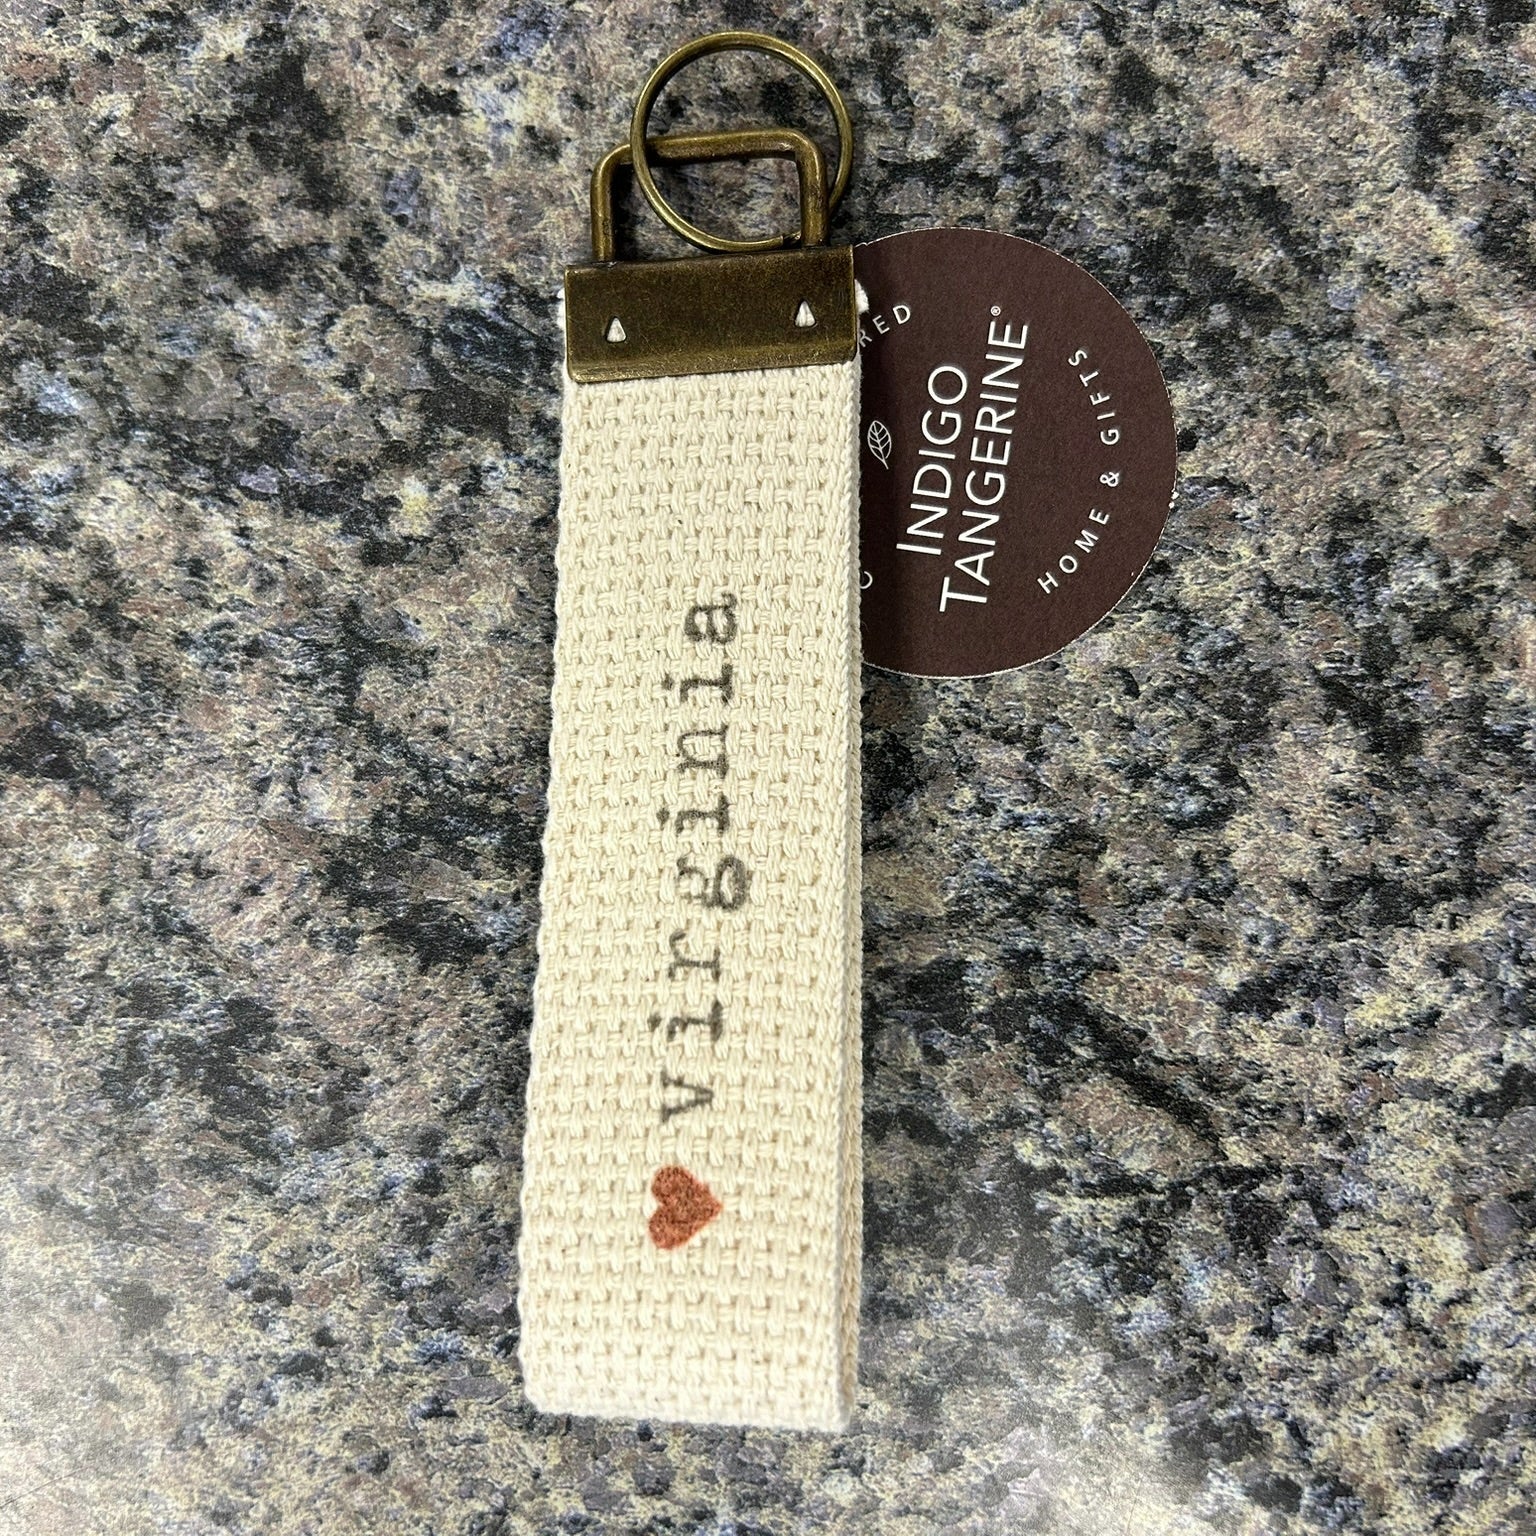 virginia
INDIGO
TANGERINE®
HOME & GIFTS